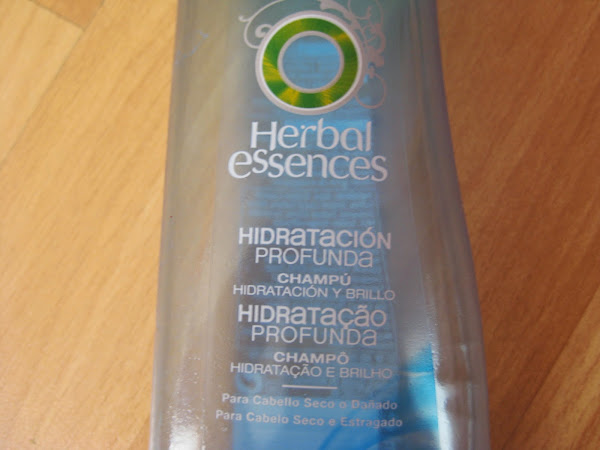 Herbal
essences
HIDRATACIÓN
PROFUNDA
CHAMPÚ
HIDRATACIÓN Y BRILLO
HIDRATAÇÃO
PROFUNDA
CHAMPÔ
HIDRATAÇÃO E BRILHO
Para Cabello Seco o Dañado
Para Cabelo Seco e Estragado